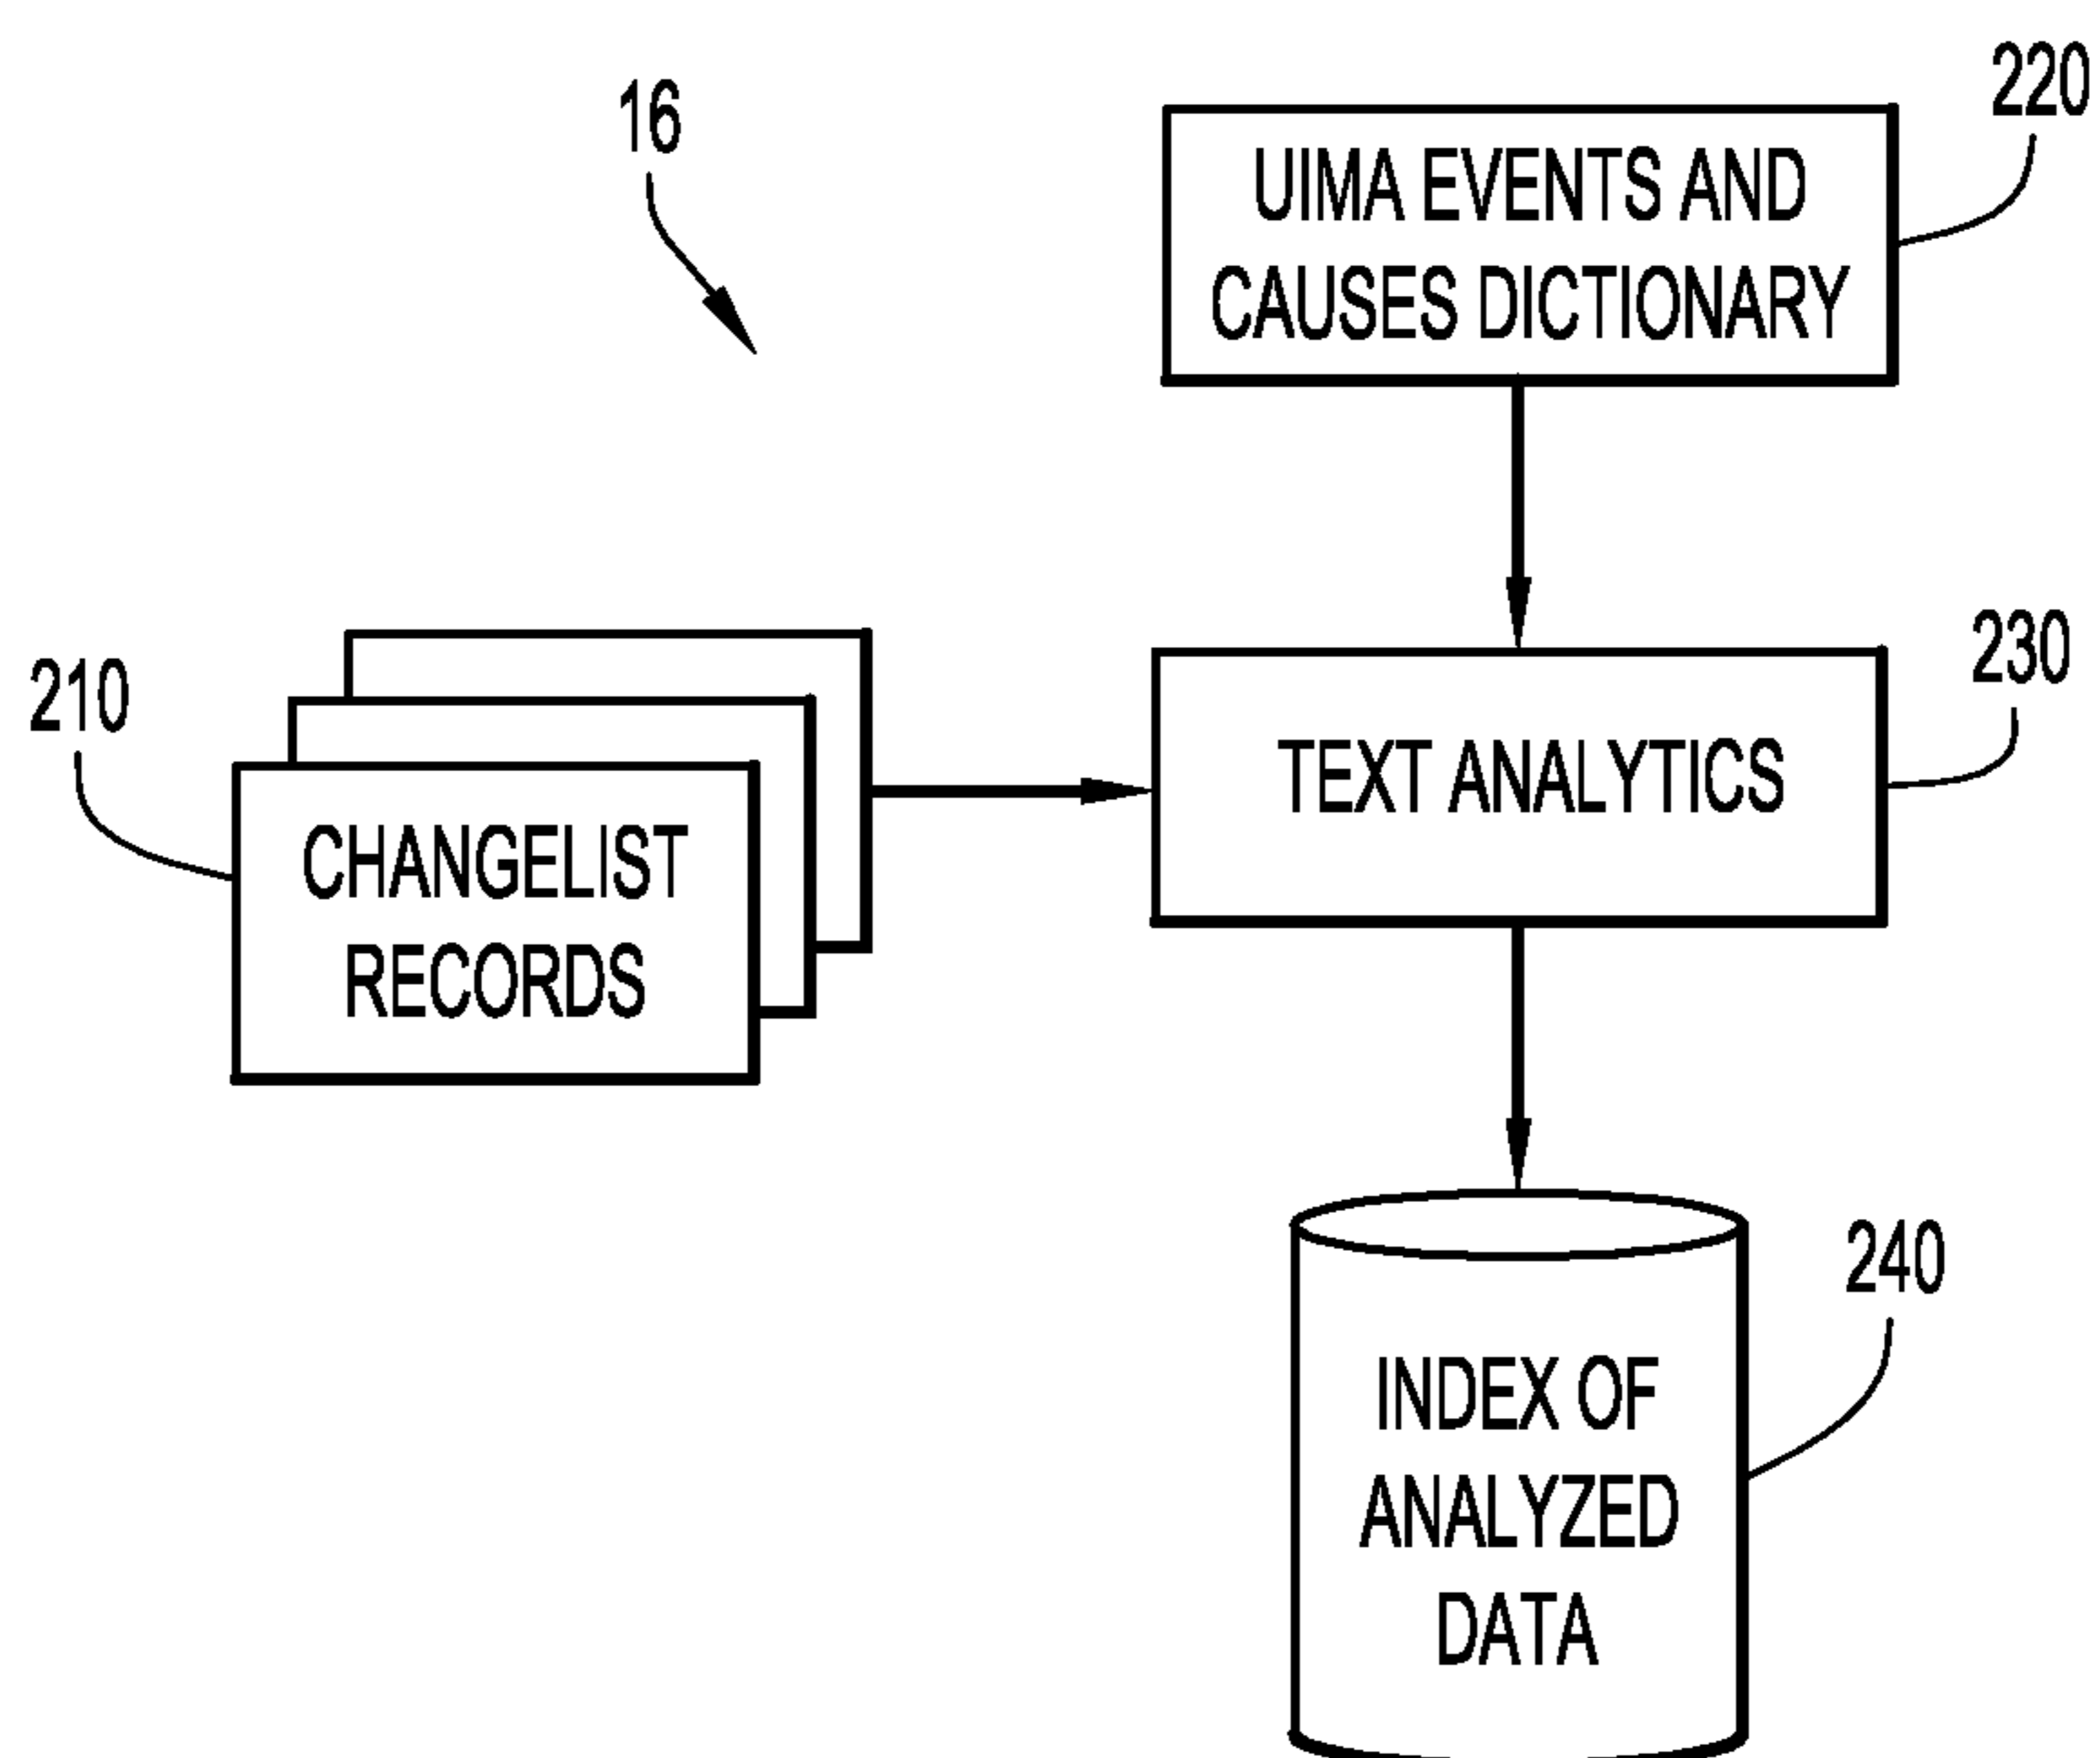 16
220
UIMA EVENTS AND
CAUSES DICTIONARY
210
CHANGELIST
RECORDS
230
TEXT ANALYTICS
240
INDEX OF
ANALYZED
DATA